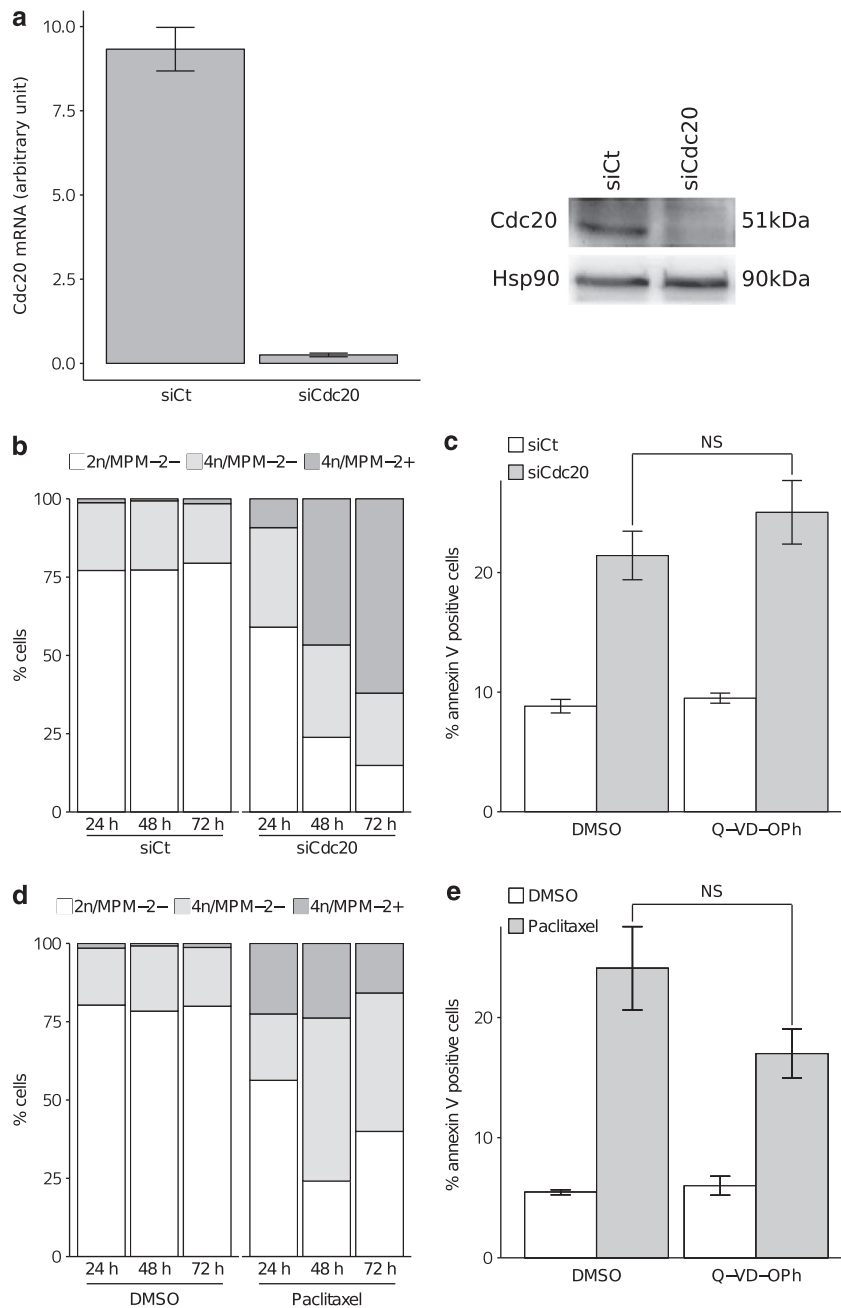 a
10.0
7.5
5.0
2.5
0.0
Cdc20 mRNA (arbitrary unit)
siCt
siCdc20
siCt
siCdc20
Cdc20
51kDa
Hsp90
90kDa
b
2n/MPM−2−
4n/MPM−2−
4n/MPM−2+
100
75
50
25
0
% cells
24 h 48 h 72 h
24 h 48 h 72 h
siCt
siCdc20
c
siCt
siCdc20
NS
20
10
0
% annexin V positive cells
DMSO
Q−VD−OPh
d
2n/MPM−2−
4n/MPM−2−
4n/MPM−2+
100
75
50
25
0
% cells
24 h 48 h 72 h
24 h 48 h 72 h
DMSO
Paclitaxel
e
DMSO
Paclitaxel
NS
20
10
0
% annexin V positive cells
DMSO
Q−VD−OPh